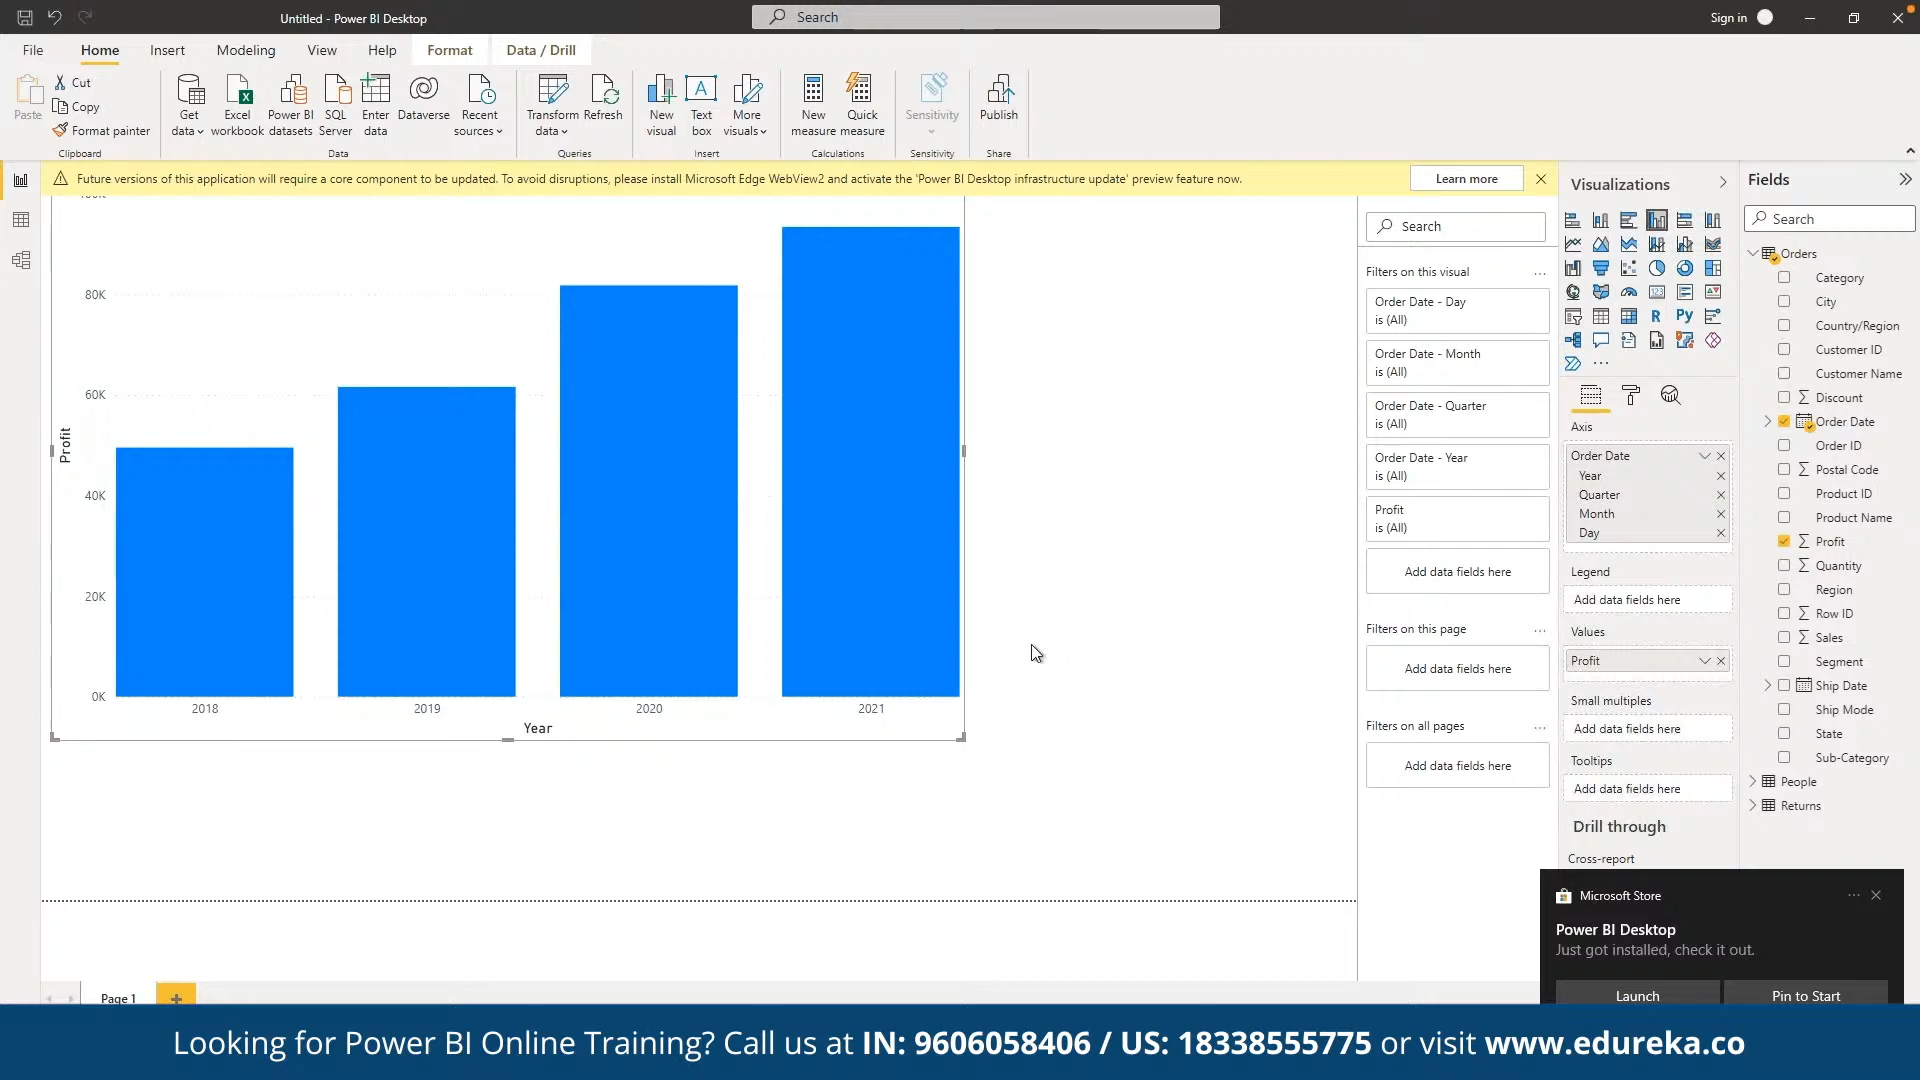 Untitled - Power BI Desktop
Search
Sign in
File
Home
Insert
Modeling
View
Help
Format
Data / Drill
Paste
Cut
Copy
Format painter
Clipboard
Get data
Excel workbook
Power BI datasets
SQL Server
Enter data
Dataverse
Recent sources
Data
Transform data
Refresh
Queries
New visual
Text box
More visuals
Insert
New measure
Quick measure
Calculations
Sensitivity
Sensitivity
Publish
Share
Future versions of this application will require a core component to be updated. To avoid disruptions, please install Microsoft Edge WebView2 and activate the 'Power BI Desktop infrastructure update' preview feature now.
Learn more
80K
60K
40K
20K
0K
Profit
2018
2019
2020
2021
Year
Search
Filters on this visual
Order Date - Day
is (All)
Order Date - Month
is (All)
Order Date - Quarter
is (All)
Order Date - Year
is (All)
Profit
is (All)
Add data fields here
Filters on this page
Add data fields here
Filters on all pages
Add data fields here
Visualizations
R
Py
Axis
Order Date
Year
Quarter
Month
Day
Legend
Add data fields here
Values
Profit
Small multiples
Add data fields here
Tooltips
Add data fields here
Drill through
Cross-report
Fields
Search
Orders
Category
City
Country/Region
Customer ID
Customer Name
Discount
Order Date
Order ID
Postal Code
Product ID
Product Name
Profit
Quantity
Region
Row ID
Sales
Segment
Ship Date
Ship Mode
State
Sub-Category
People
Returns
Microsoft Store
Power BI Desktop
Just got installed, check it out.
Launch
Pin to Start
Page 1
Looking for Power BI Online Training? Call us at IN: 9606058406 / US: 18338555775 or visit www.edureka.co